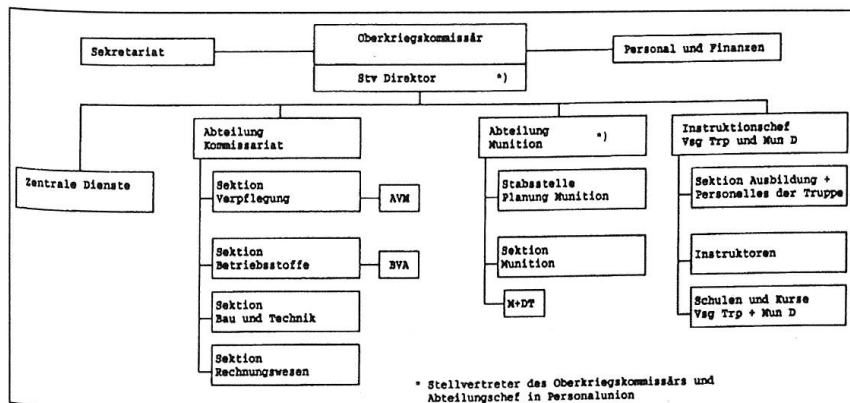 Oberkriegskommissär
Sekretariat
Personal und Finanzen
Stv Direktor *)
Abteilung
Kommissariat
Abteilung
Munition *)
Instruktionschef
Vsg Trp und Mun D
Zentrale Dienste
Sektion
Verpflegung
AVM
Stabsstelle
Planung Munition
Sektion Ausbildung +
Personelles der Truppe
Sektion
Betriebsstoffe
BVA
Sektion
Munition
Instruktoren
Sektion
Bau und Technik
M+DT
Schulen und Kurse
Vsg Trp + Mun D
Sektion
Rechnungswesen
* Stellvertreter des Oberkriegskommissärs und
Abteilungschef in Personalunion